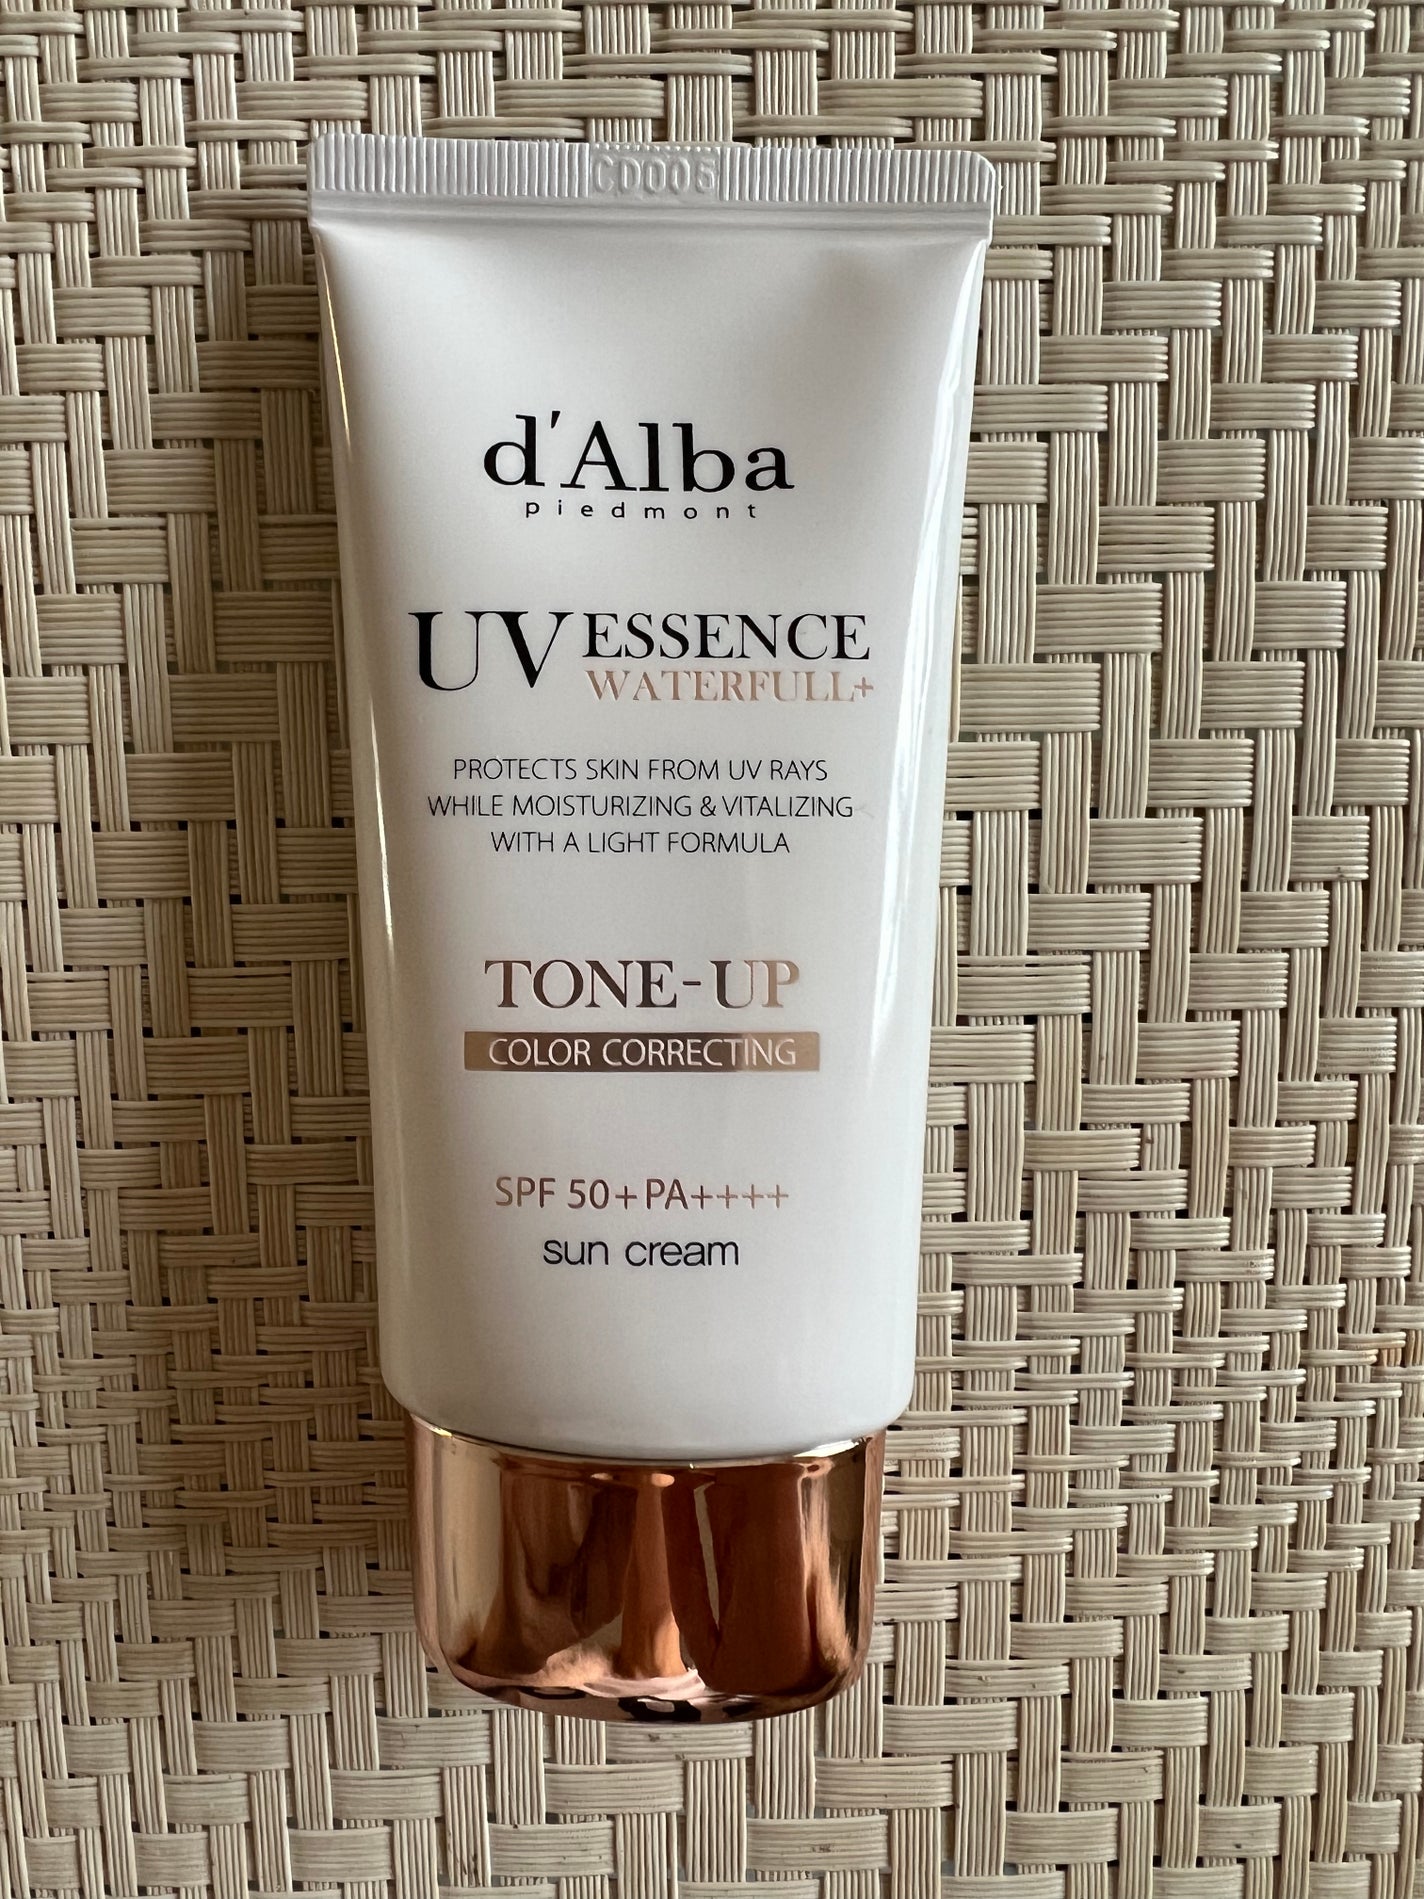 CD005
d'Alba
piedmont
UV ESSENCE
WATERFULL+
PROTECTS SKIN FROM UV RAYS
WHILE MOISTURIZING & VITALIZING
WITH A LIGHT FORMULA
TONE-UP
COLOR CORRECTING
SPF 50+PA++++
sun cream